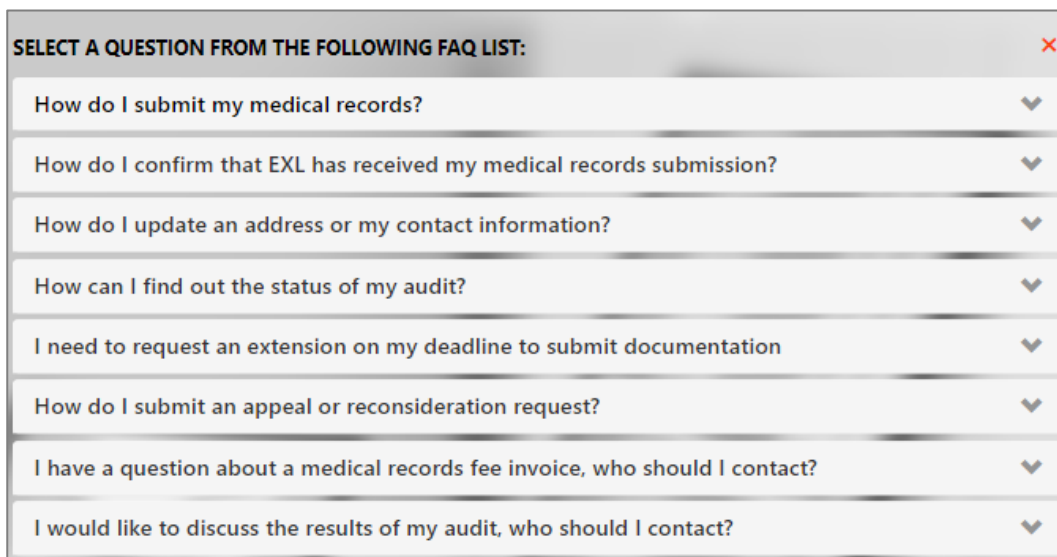 SELECT A QUESTION FROM THE FOLLOWING FAQ LIST:
How do I submit my medical records?
How do I confirm that EXL has received my medical records submission?
How do I update an address or my contact information?
How can I find out the status of my audit?
I need to request an extension on my deadline to submit documentation
How do I submit an appeal or reconsideration request?
I have a question about a medical records fee invoice, who should I contact?
I would like to discuss the results of my audit, who should I contact?